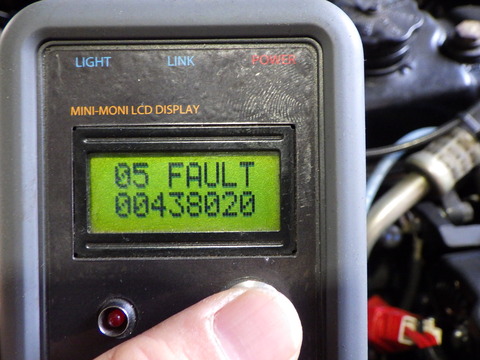 LIGHT LINK POWER
MINI-MONI LCD DISPLAY
05 FAULT
00438020